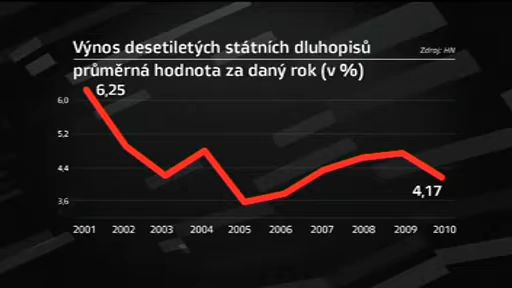 Výnos desetiletých státních dluhopisů
Zdroj: HN
průměrná hodnota za daný rok (v %)
6,25
6,0
5,2
4,4
3,6
4,17
2001 2002 2003 2004 2005 2006 2007 2008 2009 2010